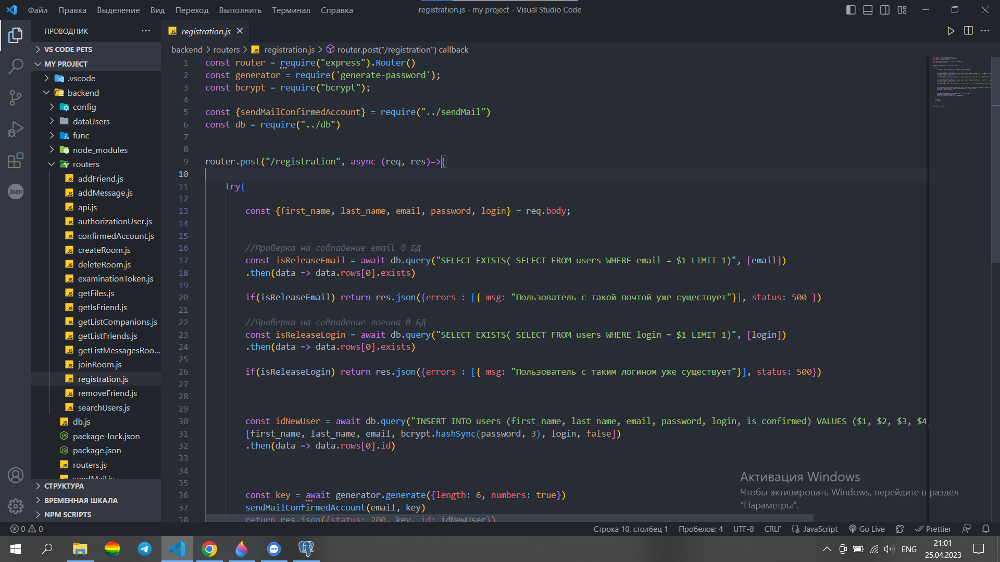 Файл Правка Выделение Вид Переход Выполнить Терминал Справка
registration.js - my project - Visual Studio Code
ПРОВОДНИК
registration.js
backend > routers > registration.js > router.post("/registration") callback
VS CODE PETS
MY PROJECT
.vscode
backend
config
dataUsers
func
node_modules
routers
addFriend.js
addMessage.js
api.js
authorizationUser.js
confirmedAccount.js
createRoom.js
deleteRoom.js
examinationToken.js
getFiles.js
getIsFriend.js
getListCompanions.js
getListFriends.js
getListMessagesRoo...
joinRoom.js
registration.js
removeFriend.js
searchUsers.js
db.js
package-lock.json
package.json
routers.js
sendMail.js
СТРУКТУРА
ВРЕМЕННАЯ ШКАЛА
NPM SCRIPTS
Json
1 const router = require("express").Router()
2 const generator = require('generate-password');
3 const bcrypt = require("bcrypt");
4
5 const {sendMailConfirmedAccount} = require("../sendMail")
6 const db = require("../db")
7
8
9 router.post("/registration", async (req, res)=>{
10
11 try{
12
13 const {first_name, last_name, email, password, login} = req.body;
14
15
16 //Проверка на совпадение email в БД
17 const isReleaseEmail = await db.query("SELECT EXISTS( SELECT FROM users WHERE email = $1 LIMIT 1)", [email])
18 .then(data => data.rows[0].exists)
19
20 if(isReleaseEmail) return res.json({errors : [{ msg: "Пользователь с такой почтой уже существует"}], status: 500 })
21
22 //Проверка на совпадение логина в БД
23 const isReleaseLogin = await db.query("SELECT EXISTS( SELECT FROM users WHERE login = $1 LIMIT 1)", [login])
24 .then(data => data.rows[0].exists)
25
26 if(isReleaseLogin) return res.json({errors : [{ msg: "Пользователь с таким логином уже существует"}], status: 500})
27
28
29
30 const idNewUser = await db.query("INSERT INTO users (first_name, last_name, email, password, login, is_confirmed) VALUES ($1, $2, $3, $4
31 [first_name, last_name, email, bcrypt.hashSync(password, 3), login, false])
32 .then(data => data.rows[0].id)
33
34
35
36 const key = await generator.generate({length: 6, numbers: true})
37 sendMailConfirmedAccount(email, key)
38 return res.json({status: 200, key, id: idNewUser})
Активация Windows
Чтобы активировать Windows, перейдите в раздел
"Параметры".
0 0
Строка 10, столбец 1 Пробелов: 4 UTF-8 CRLF {} JavaScript Go Live Prettier
ENG
21:01
25.04.2023